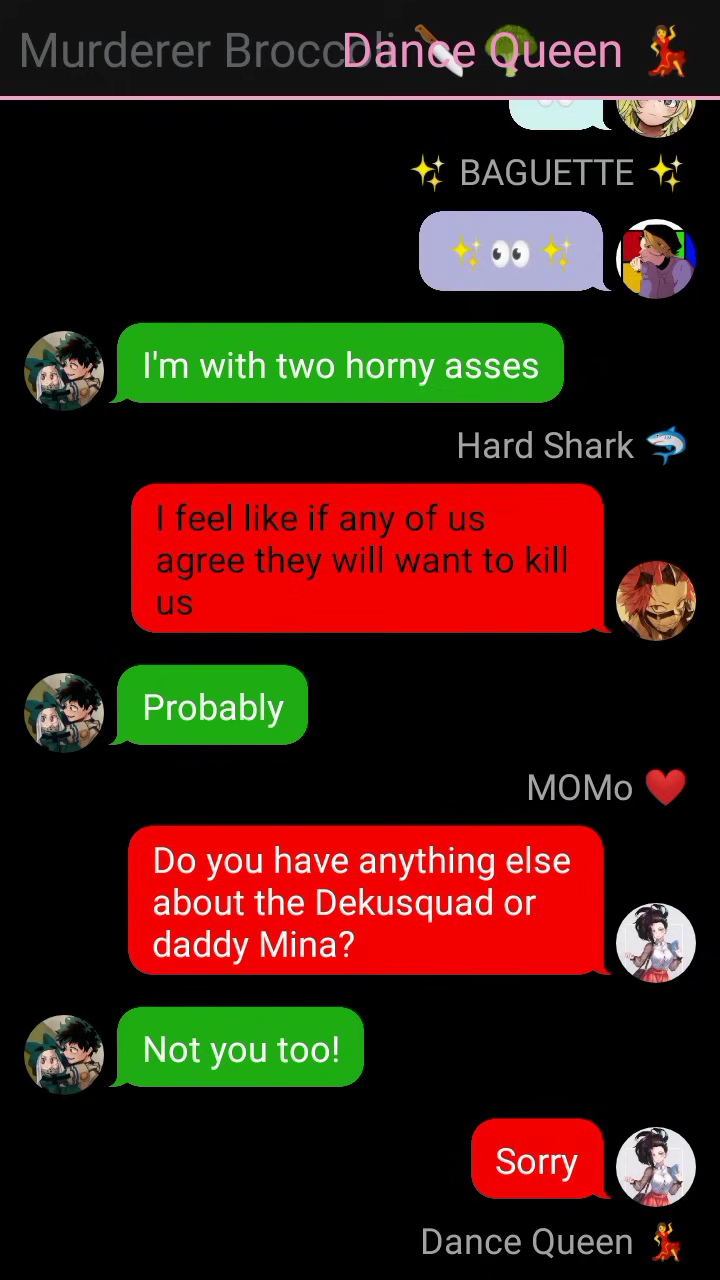 Murderer Broccoli 🔪🥦
Dance Queen 💃
✨ BAGUETTE ✨
✨👀✨
I'm with two horny asses
Hard Shark 🦈
I feel like if any of us
agree they will want to kill
us
Probably
MOMo ❤️
Do you have anything else
about the Dekusquad or
daddy Mina?
Not you too!
Sorry
Dance Queen 💃